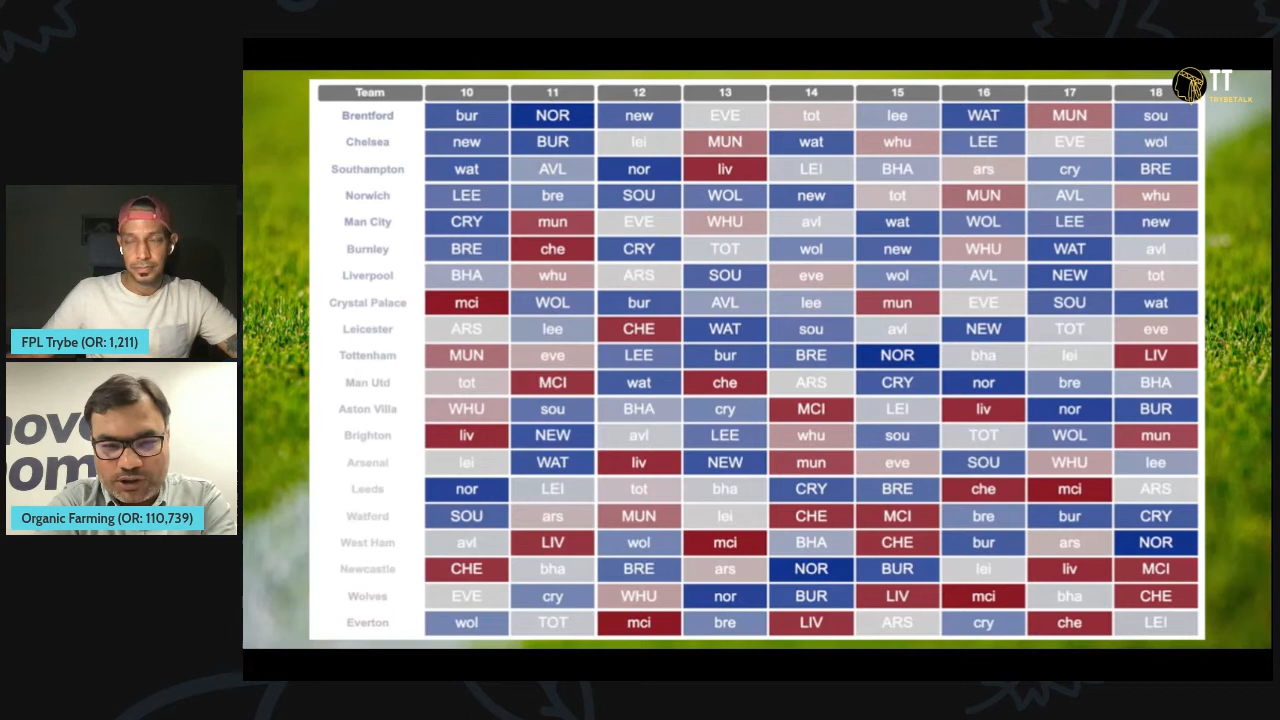 TT
TRYBETALK
Team 10 11 12 13 14 15 16 17 18
Brentford bur NOR new EVE tot lee WAT MUN sou
Chelsea new BUR lei MUN wat whu LEE EVE wol
Southampton wat AVL nor liv LEI BHA ars cry BRE
Norwich LEE bre SOU WOL new tot MUN AVL whu
Man City CRY mun EVE WHU avl wat WOL LEE new
Burnley BRE che CRY TOT wol new WHU WAT avl
Liverpool BHA whu ARS SOU eve wol AVL NEW tot
Crystal Palace mci WOL bur AVL lee mun EVE SOU wat
Leicester ARS lee CHE WAT sou avl NEW TOT eve
Tottenham MUN eve LEE bur BRE NOR bha lei LIV
Man Utd tot MCI wat che ARS CRY nor bre BHA
Aston Villa WHU sou BHA cry MCI LEI liv nor BUR
Brighton liv NEW avl LEE whu sou TOT WOL mun
Arsenal lei WAT liv NEW mun eve SOU WHU lee
Leeds nor LEI tot bha CRY BRE che mci ARS
Watford SOU ars MUN lei CHE MCI bre bur CRY
West Ham avl LIV wol mci BHA CHE bur ars NOR
Newcastle CHE bha BRE ars NOR BUR lei liv MCI
Wolves EVE cry WHU nor BUR LIV mci bha CHE
Everton wol TOT mci bre LIV ARS cry che LEI
FPL Trybe (OR: 1,211)
Organic Farming (OR: 110,739)